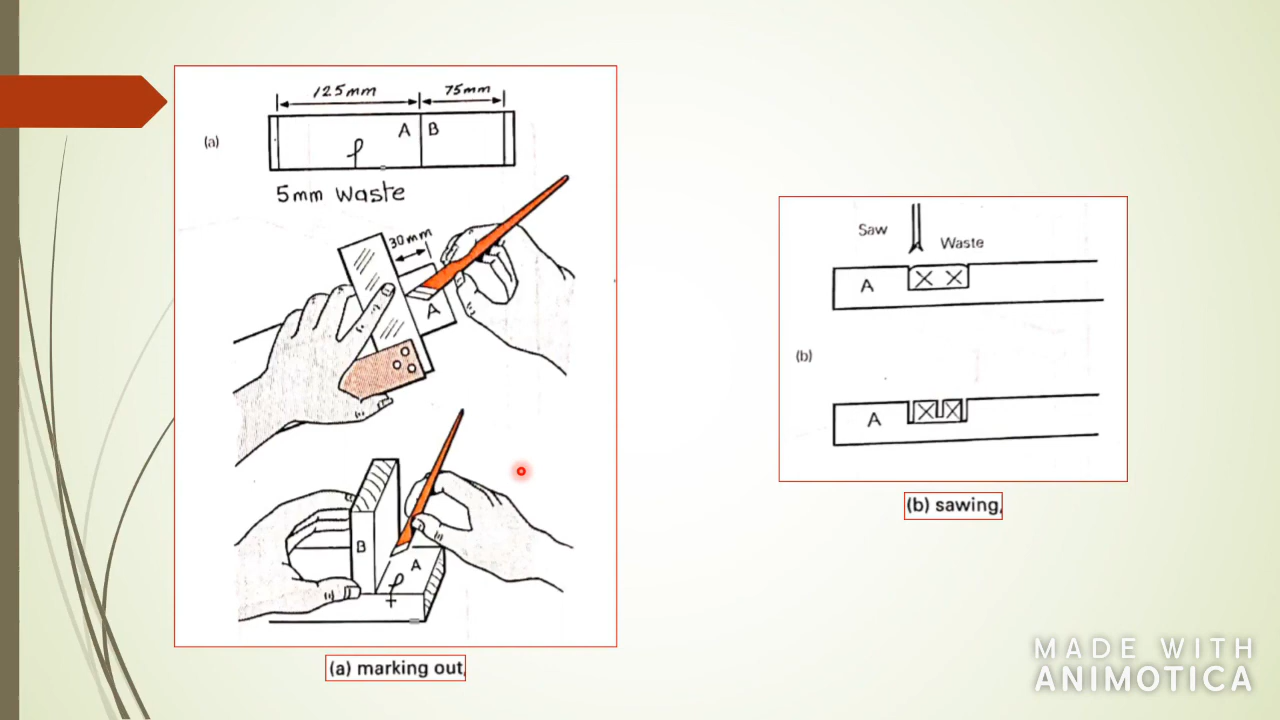 125mm 75mm
(a)
A B
5mm Waste
30mm
A
B
A
(a) marking out,
Saw
Waste
A
(b)
A
(b) sawing,
MADE WITH
ANIMOTICA